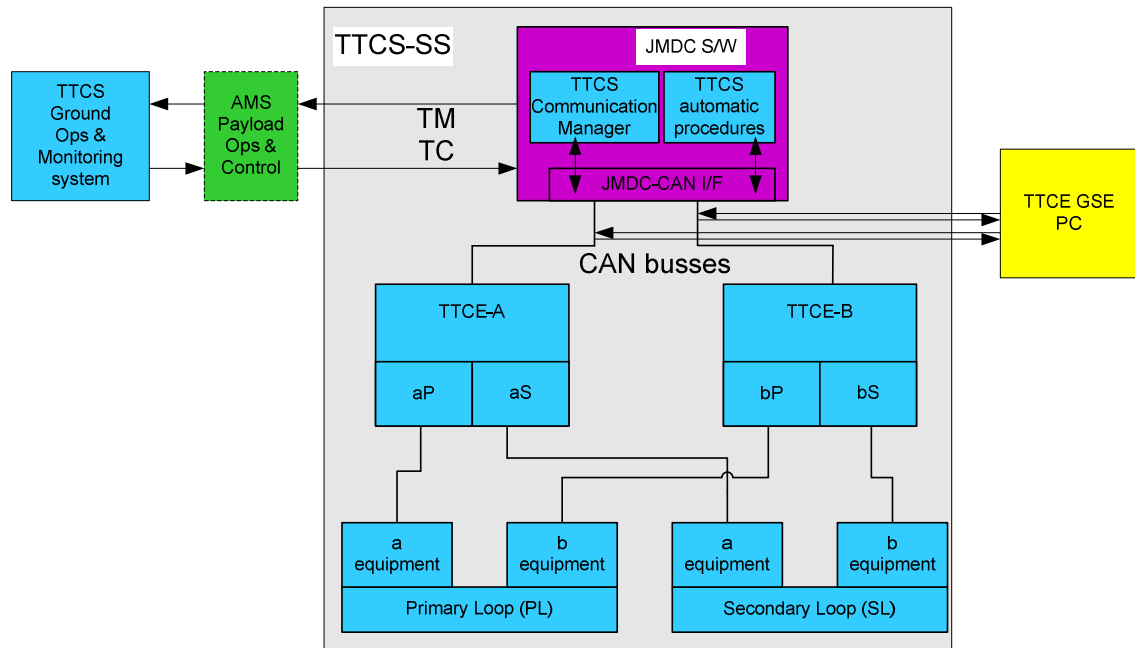 TTCS-SS
JMDC S/W
TTCS
Communication
Manager
TTCS
automatic
procedures
JMDC-CAN I/F
TTCS
Ground
Ops &
Monitoring
system
AMS
Payload
Ops &
Control
TM
TC
TTCE GSE
PC
CAN busses
TTCE-A
aP
aS
TTCE-B
bP
bS
a
equipment
b
equipment
Primary Loop (PL)
a
equipment
b
equipment
Secondary Loop (SL)